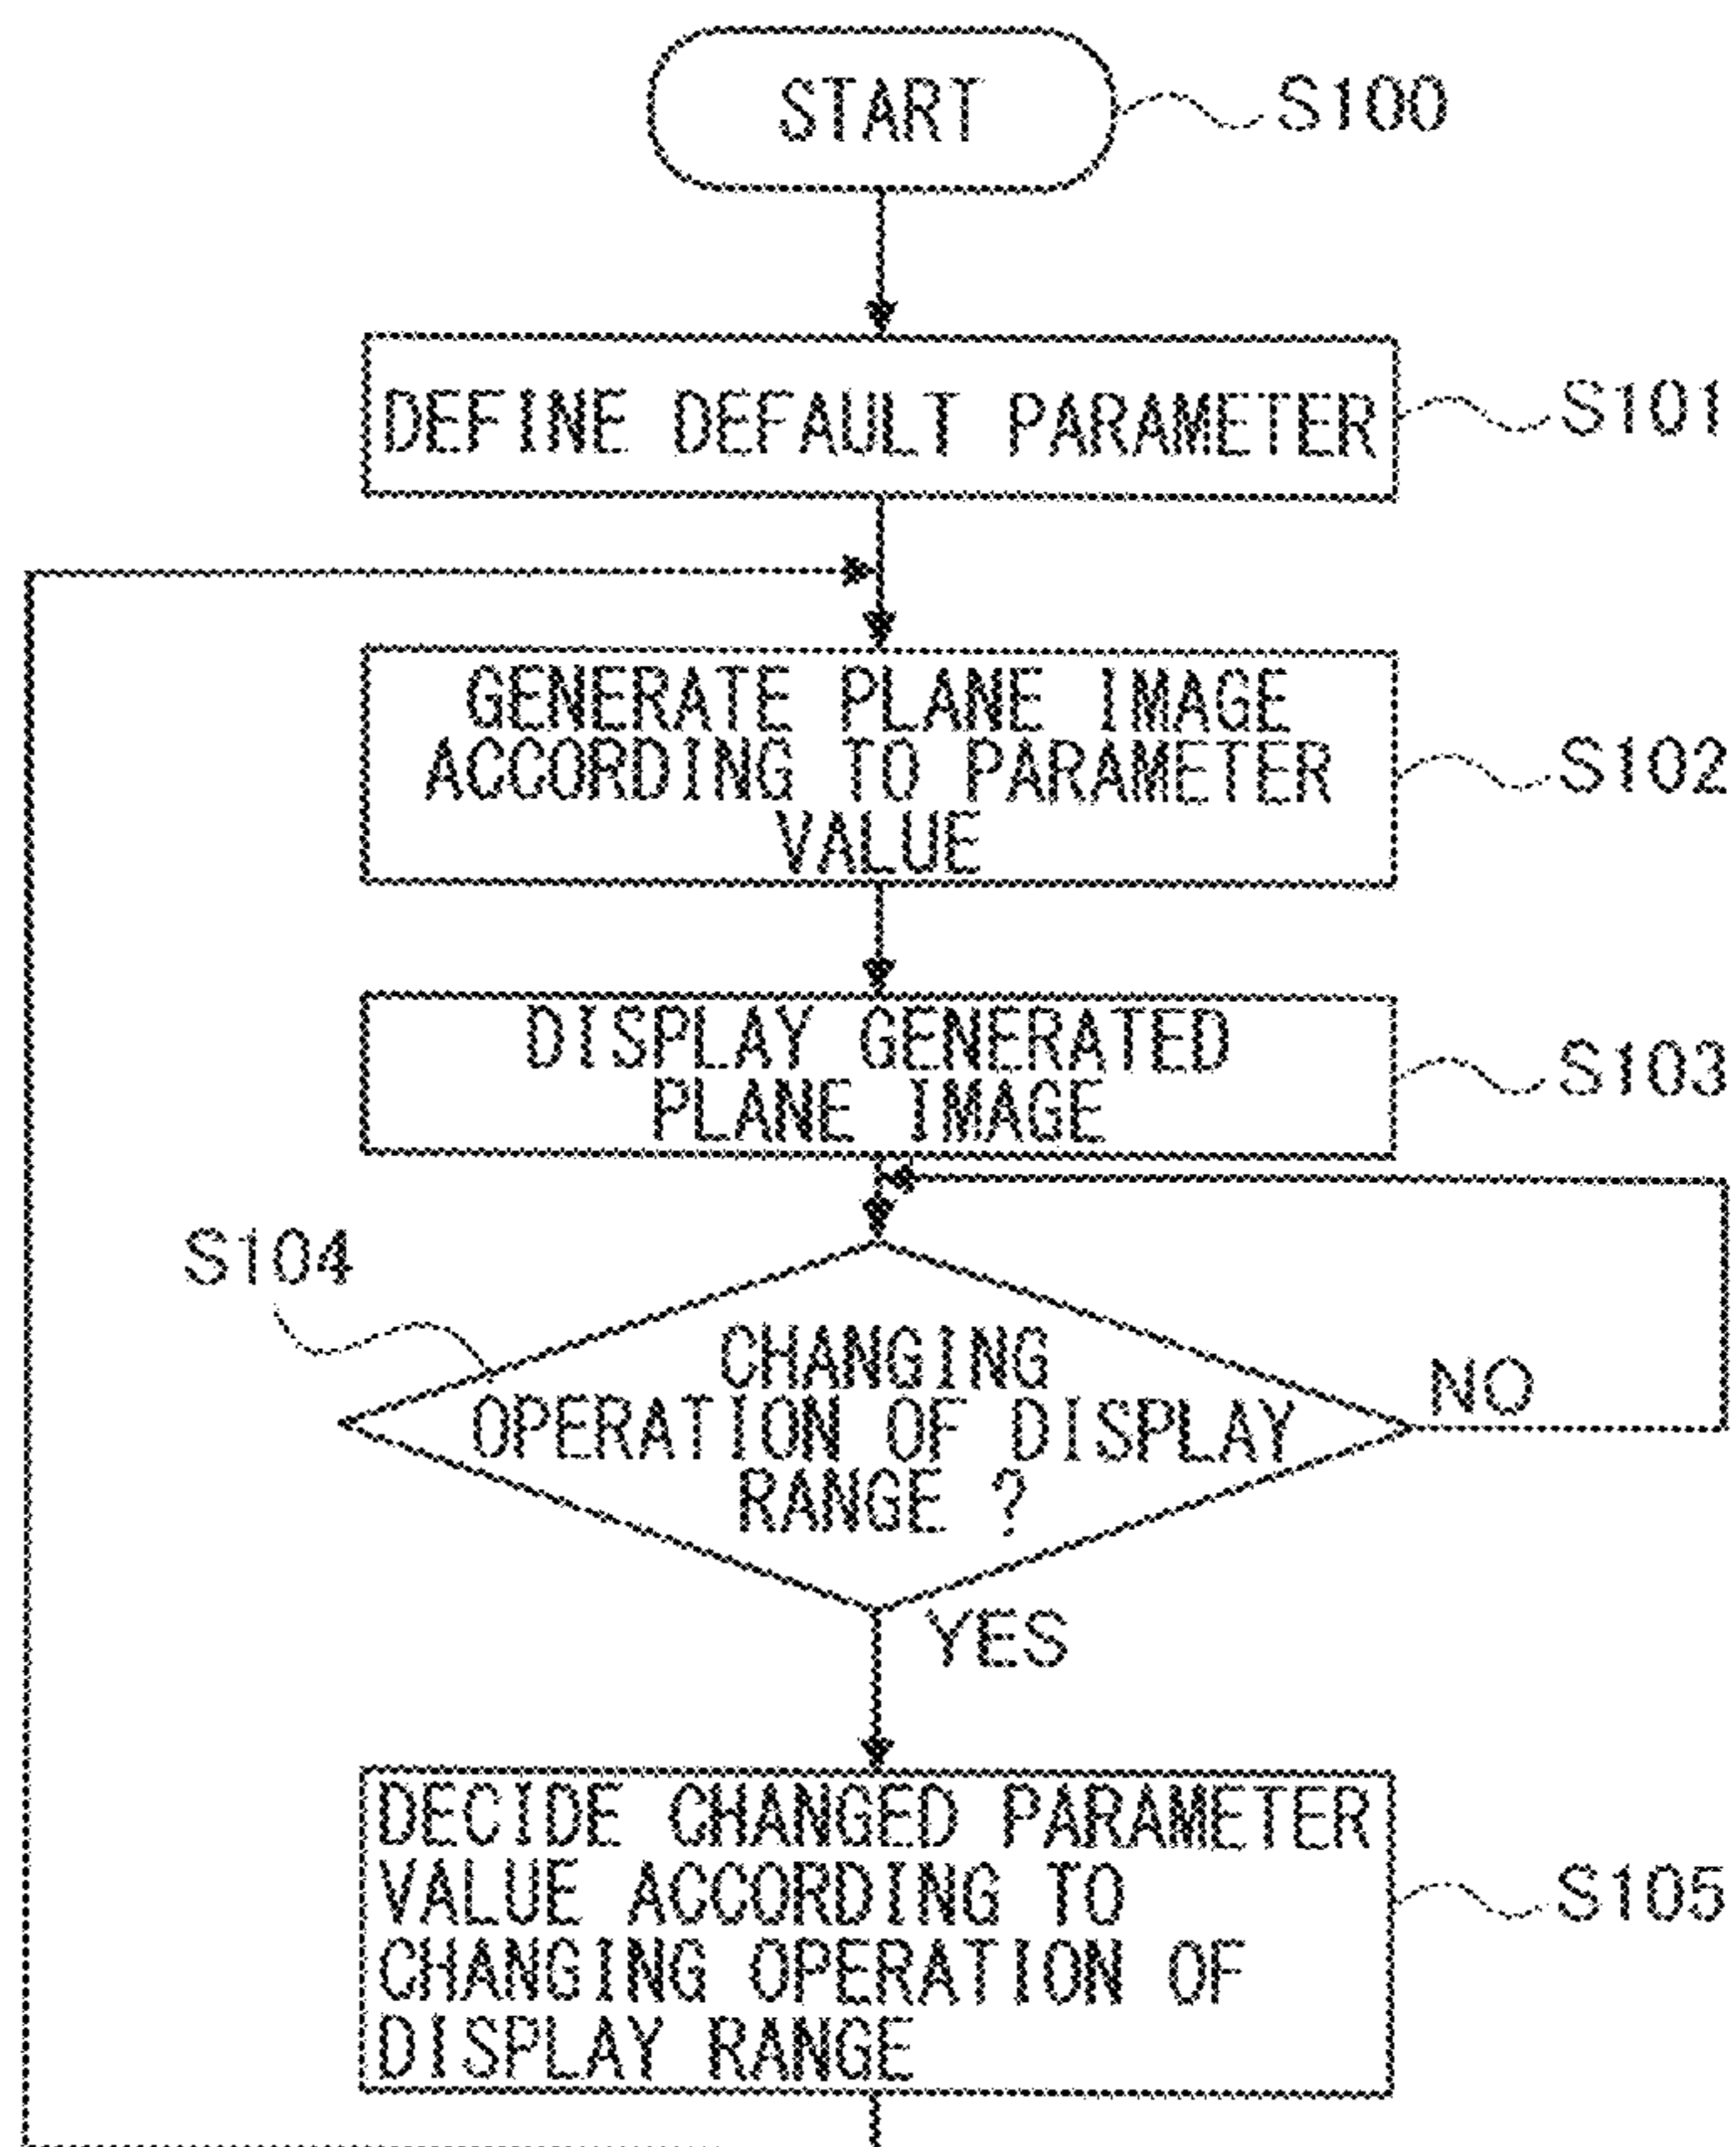 START
S100
DEFINE DEFAULT PARAMETER
S101
GENERATE PLANE IMAGE
ACCORDING TO PARAMETER
VALUE
S102
DISPLAY GENERATED
PLANE IMAGE
S103
S104
CHANGING
OPERATION OF DISPLAY
RANGE ?
NO
YES
DECIDE CHANGED PARAMETER
VALUE ACCORDING TO
CHANGING OPERATION OF
DISPLAY RANGE
S105